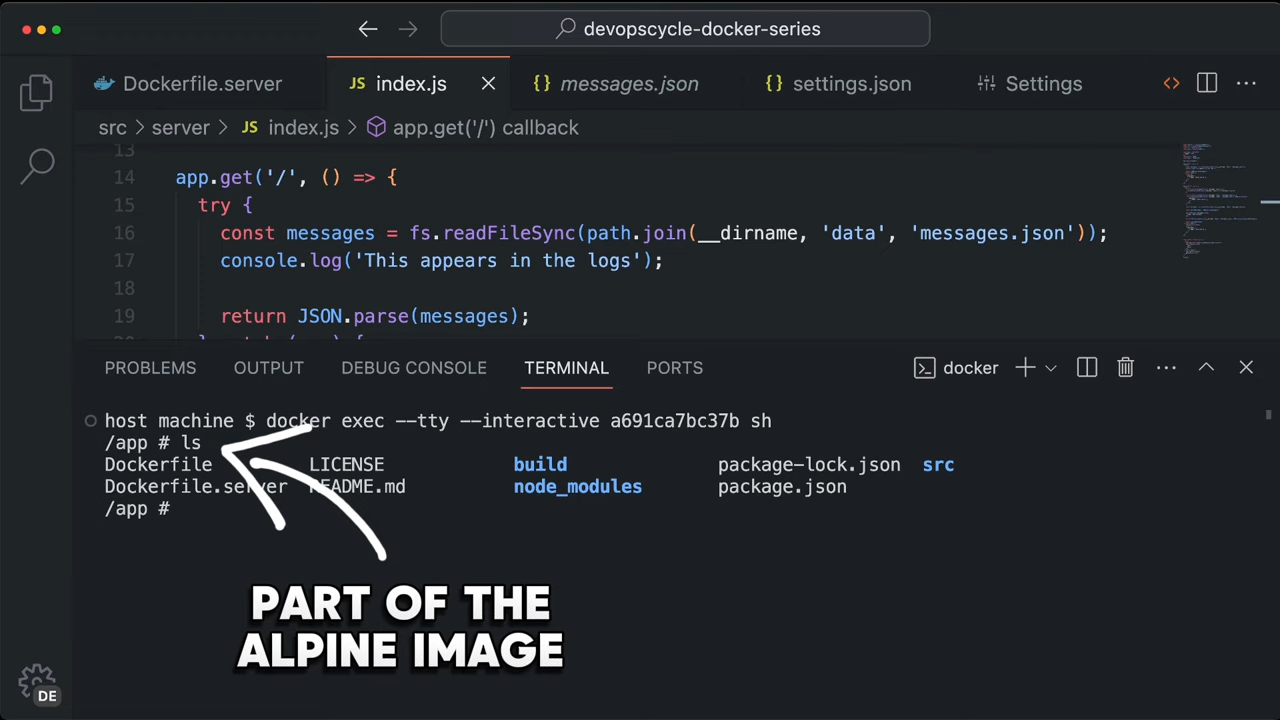 devopscycle-docker-series
Dockerfile.server
JS index.js
{} messages.json
{} settings.json
Settings
src > server > JS index.js > app.get('/') callback
13
14 app.get('/', () => {
15 try {
16 const messages = fs.readFileSync(path.join(__dirname, 'data', 'messages.json'));
17 console.log('This appears in the logs');
18
19 return JSON.parse(messages);
PROBLEMS OUTPUT DEBUG CONSOLE TERMINAL PORTS
docker
host machine $ docker exec --tty --interactive a691ca7bc37b sh
/app # ls
Dockerfile LICENSE build package-lock.json src
Dockerfile.server README.md node_modules package.json
/app #
PART OF THE
ALPINE IMAGE
DE